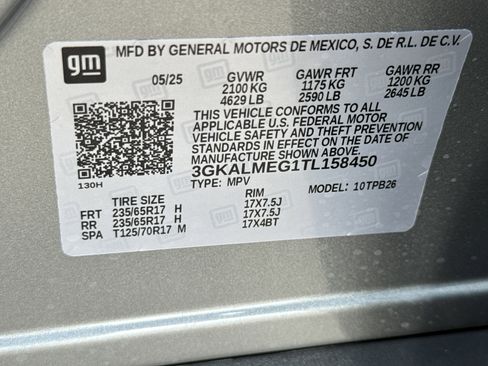 gm
MFD BY GENERAL MOTORS DE MEXICO, S. DE R.L. DE C.V.
05/25 GVWR GAWR FRT GAWR RR
2100 KG 1175 KG 1200 KG
4629 LB 2590 LB 2645 LB
THIS VEHICLE CONFORMS TO ALL
APPLICABLE U.S. FEDERAL MOTOR
VEHICLE SAFETY AND THEFT PREVENTION
STANDARDS IN EFFECT ON THE DATE OF
MANUFACTURE SHOWN ABOVE.
3GKALMEG1TL158450
130H TYPE: MPV MODEL: 10TPB26
TIRE SIZE RIM
FRT 235/65R17 H 17X7.5J
RR 235/65R17 H 17X7.5J
SPA T125/70R17 M 17X4BT